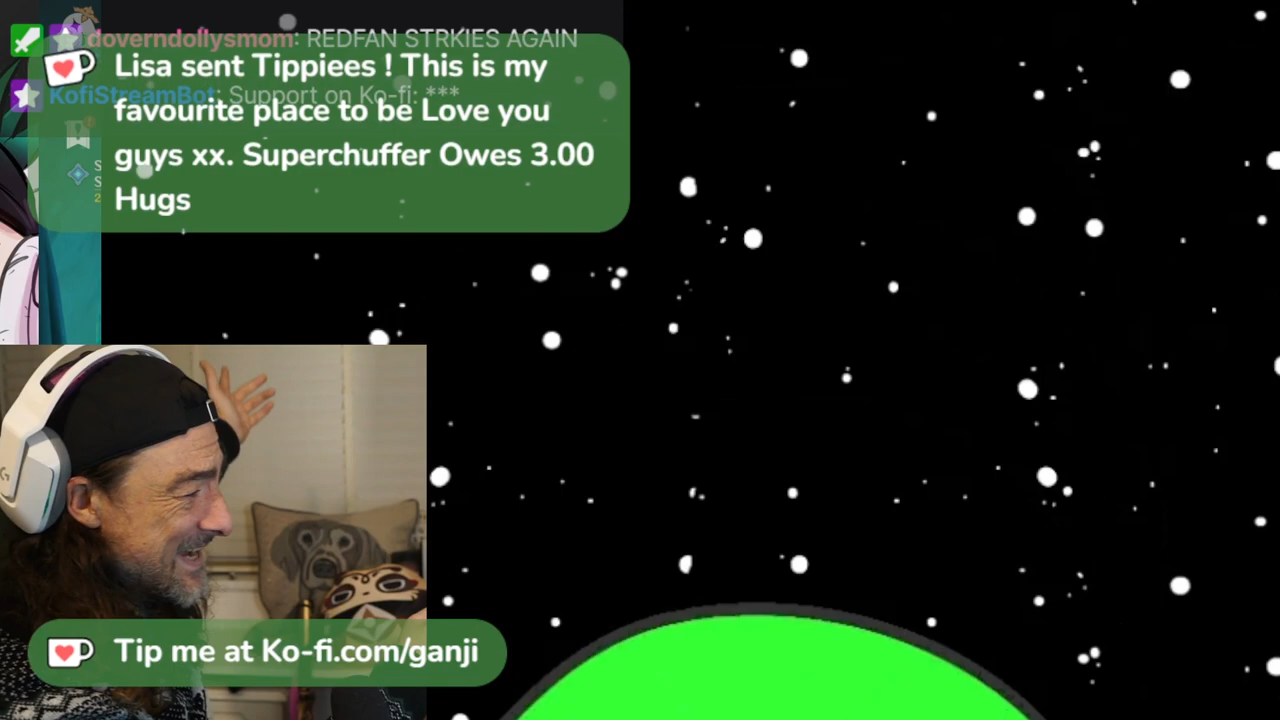 doverndollysmom: REDFAN STRKIES AGAIN
Lisa sent Tippiees ! This is my
KofiStreamBot: Support on Ko-fi: ***
favourite place to be Love you
guys xx. Superchuffer Owes 3.00
Hugs
Tip me at Ko-fi.com/ganji